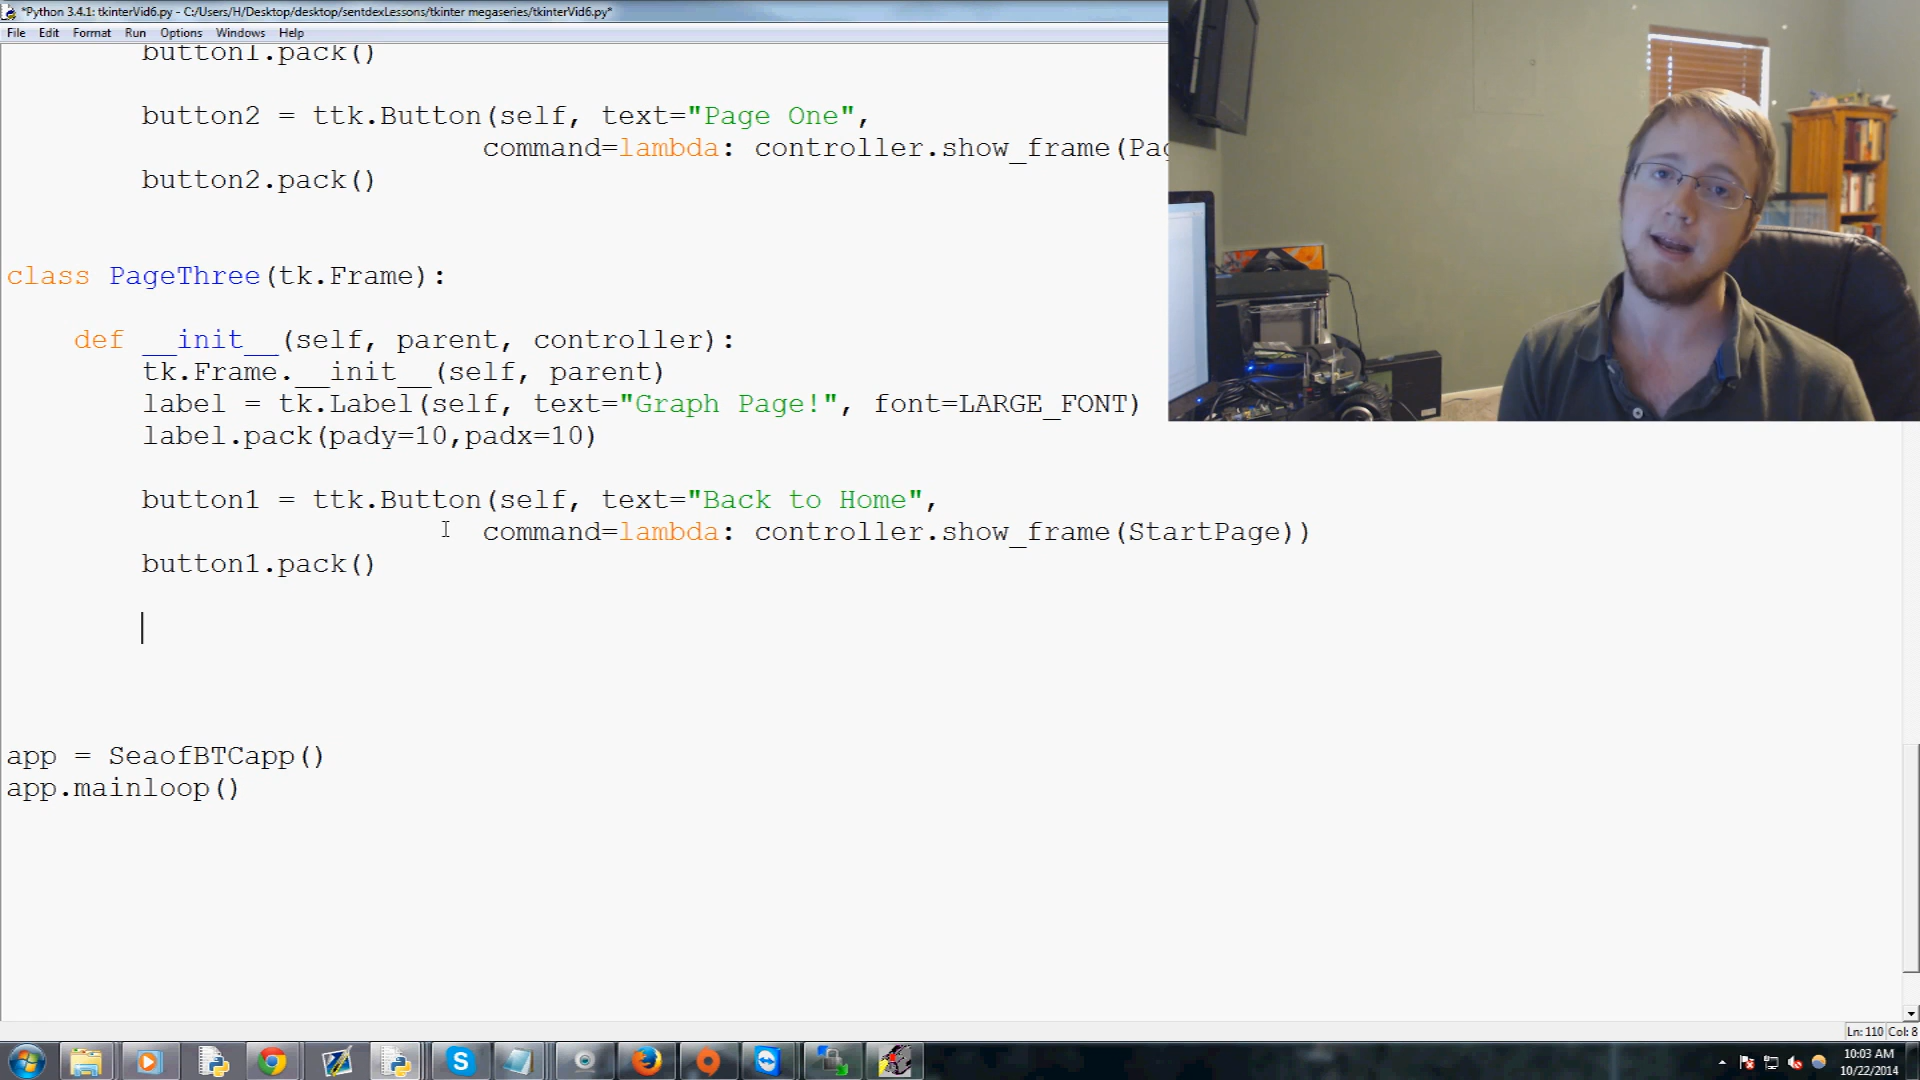 *Python 3.4.1: tkinterVid6.py - C:/Users/H/Desktop/desktop/sentdexLessons/tkinter megaseries/tkinterVid6.py*
File Edit Format Run Options Windows Help
button1.pack()
button2 = ttk.Button(self, text="Page One",
command=lambda: controller.show_frame(Pag
button2.pack()
class PageThree(tk.Frame):
def __init__(self, parent, controller):
tk.Frame.__init__(self, parent)
label = tk.Label(self, text="Graph Page!", font=LARGE_FONT)
label.pack(pady=10,padx=10)
button1 = ttk.Button(self, text="Back to Home",
command=lambda: controller.show_frame(StartPage))
button1.pack()
app = SeaofBTCapp()
app.mainloop()
Ln: 110 Col: 8
10:03 AM
10/22/2014